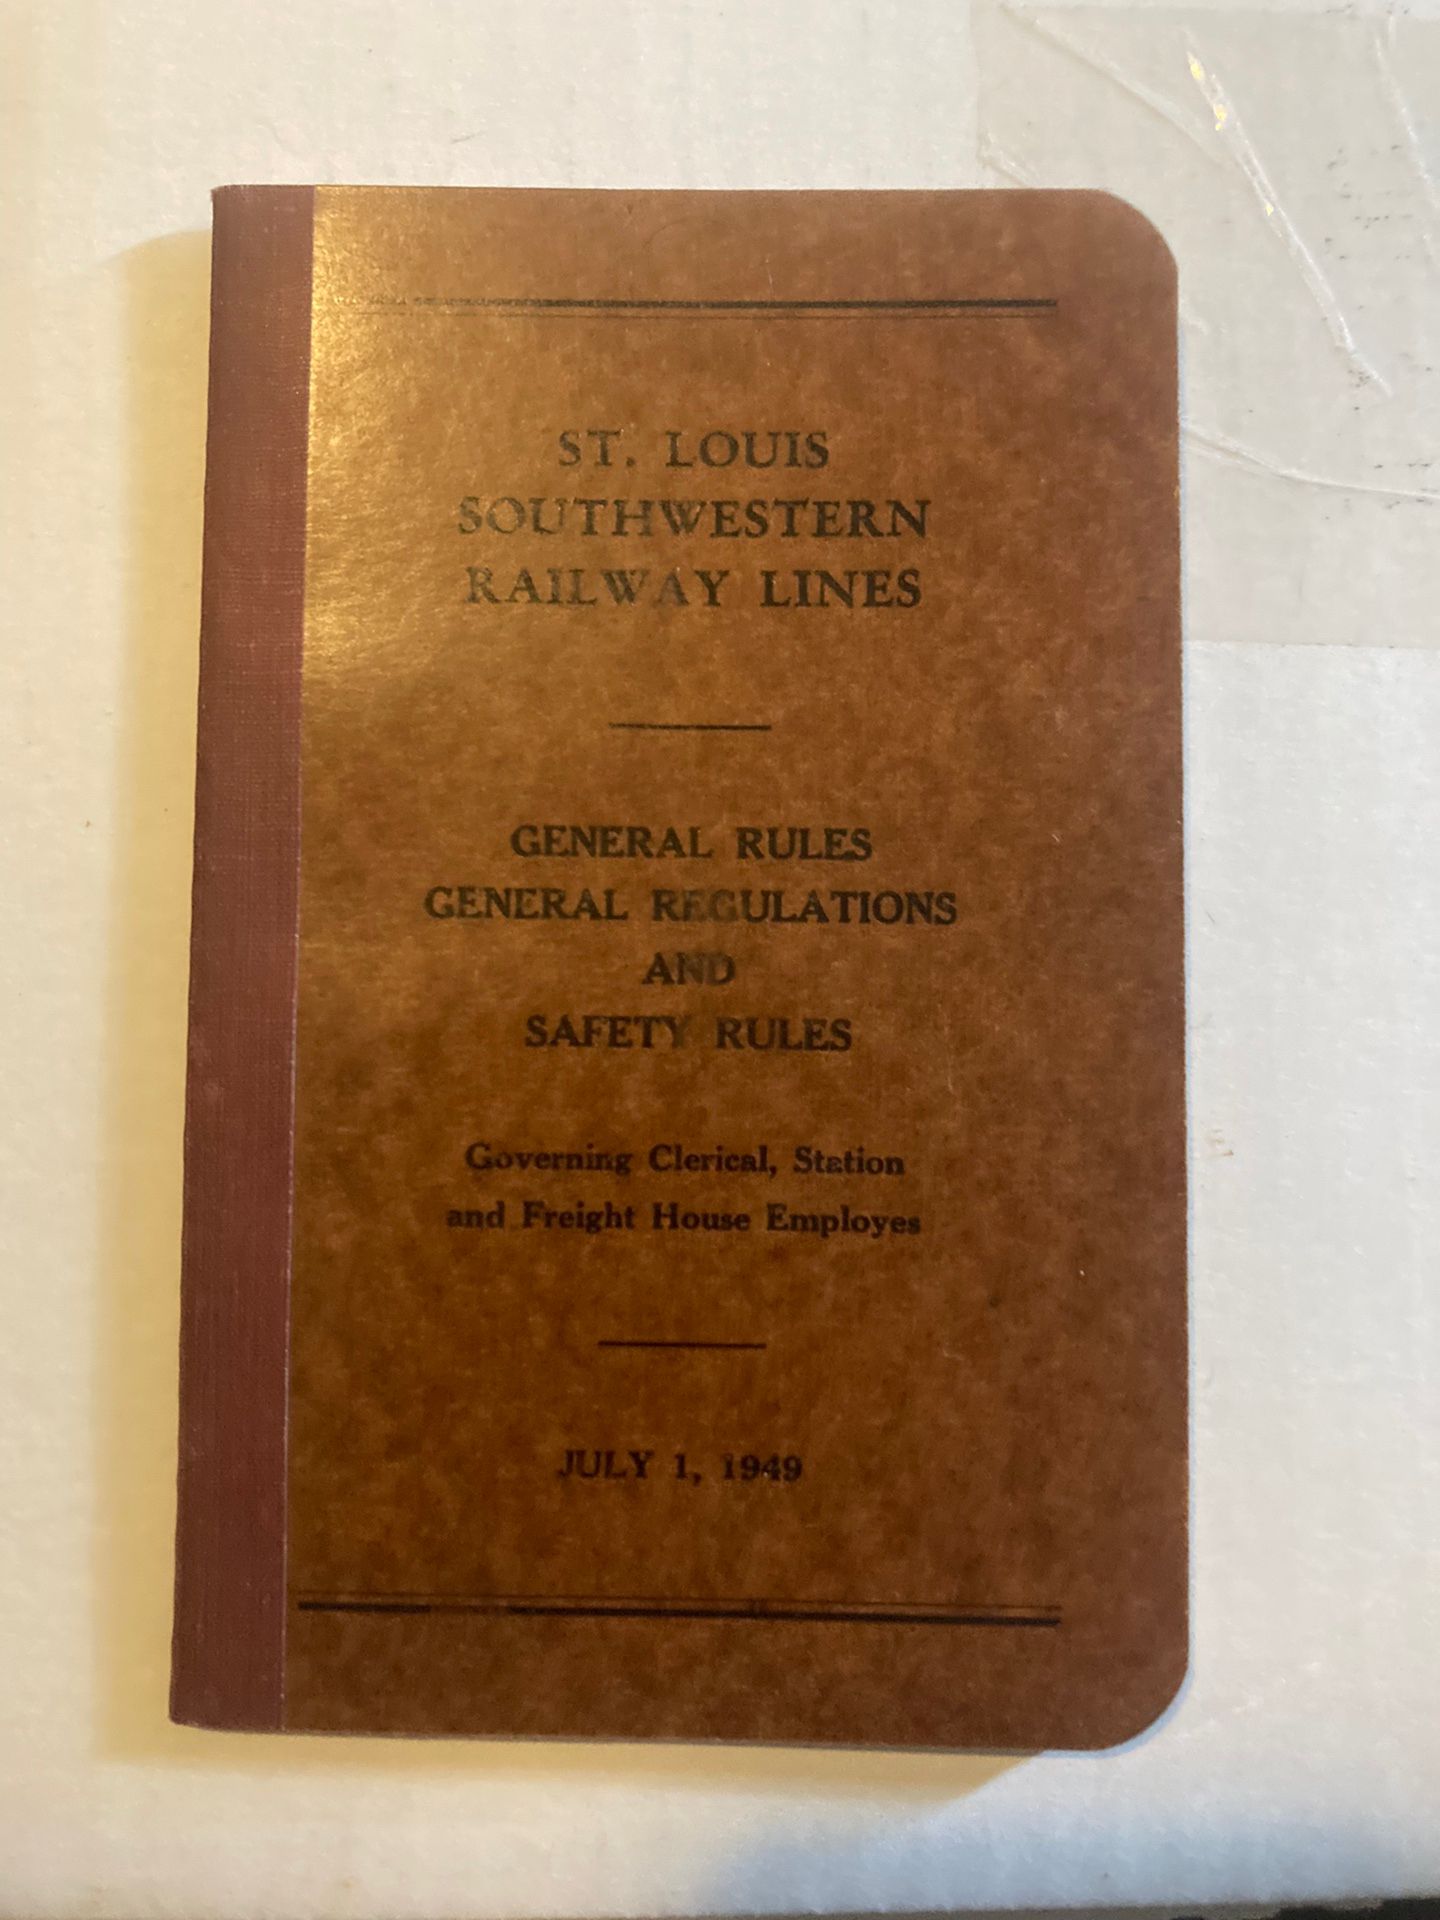 ST. LOUIS
SOUTHWESTERN
RAILWAY LINES
GENERAL RULES
GENERAL REGULATIONS
AND
SAFETY RULES
Governing Clerical, Station
and Freight House Employes
JULY 1, 1949